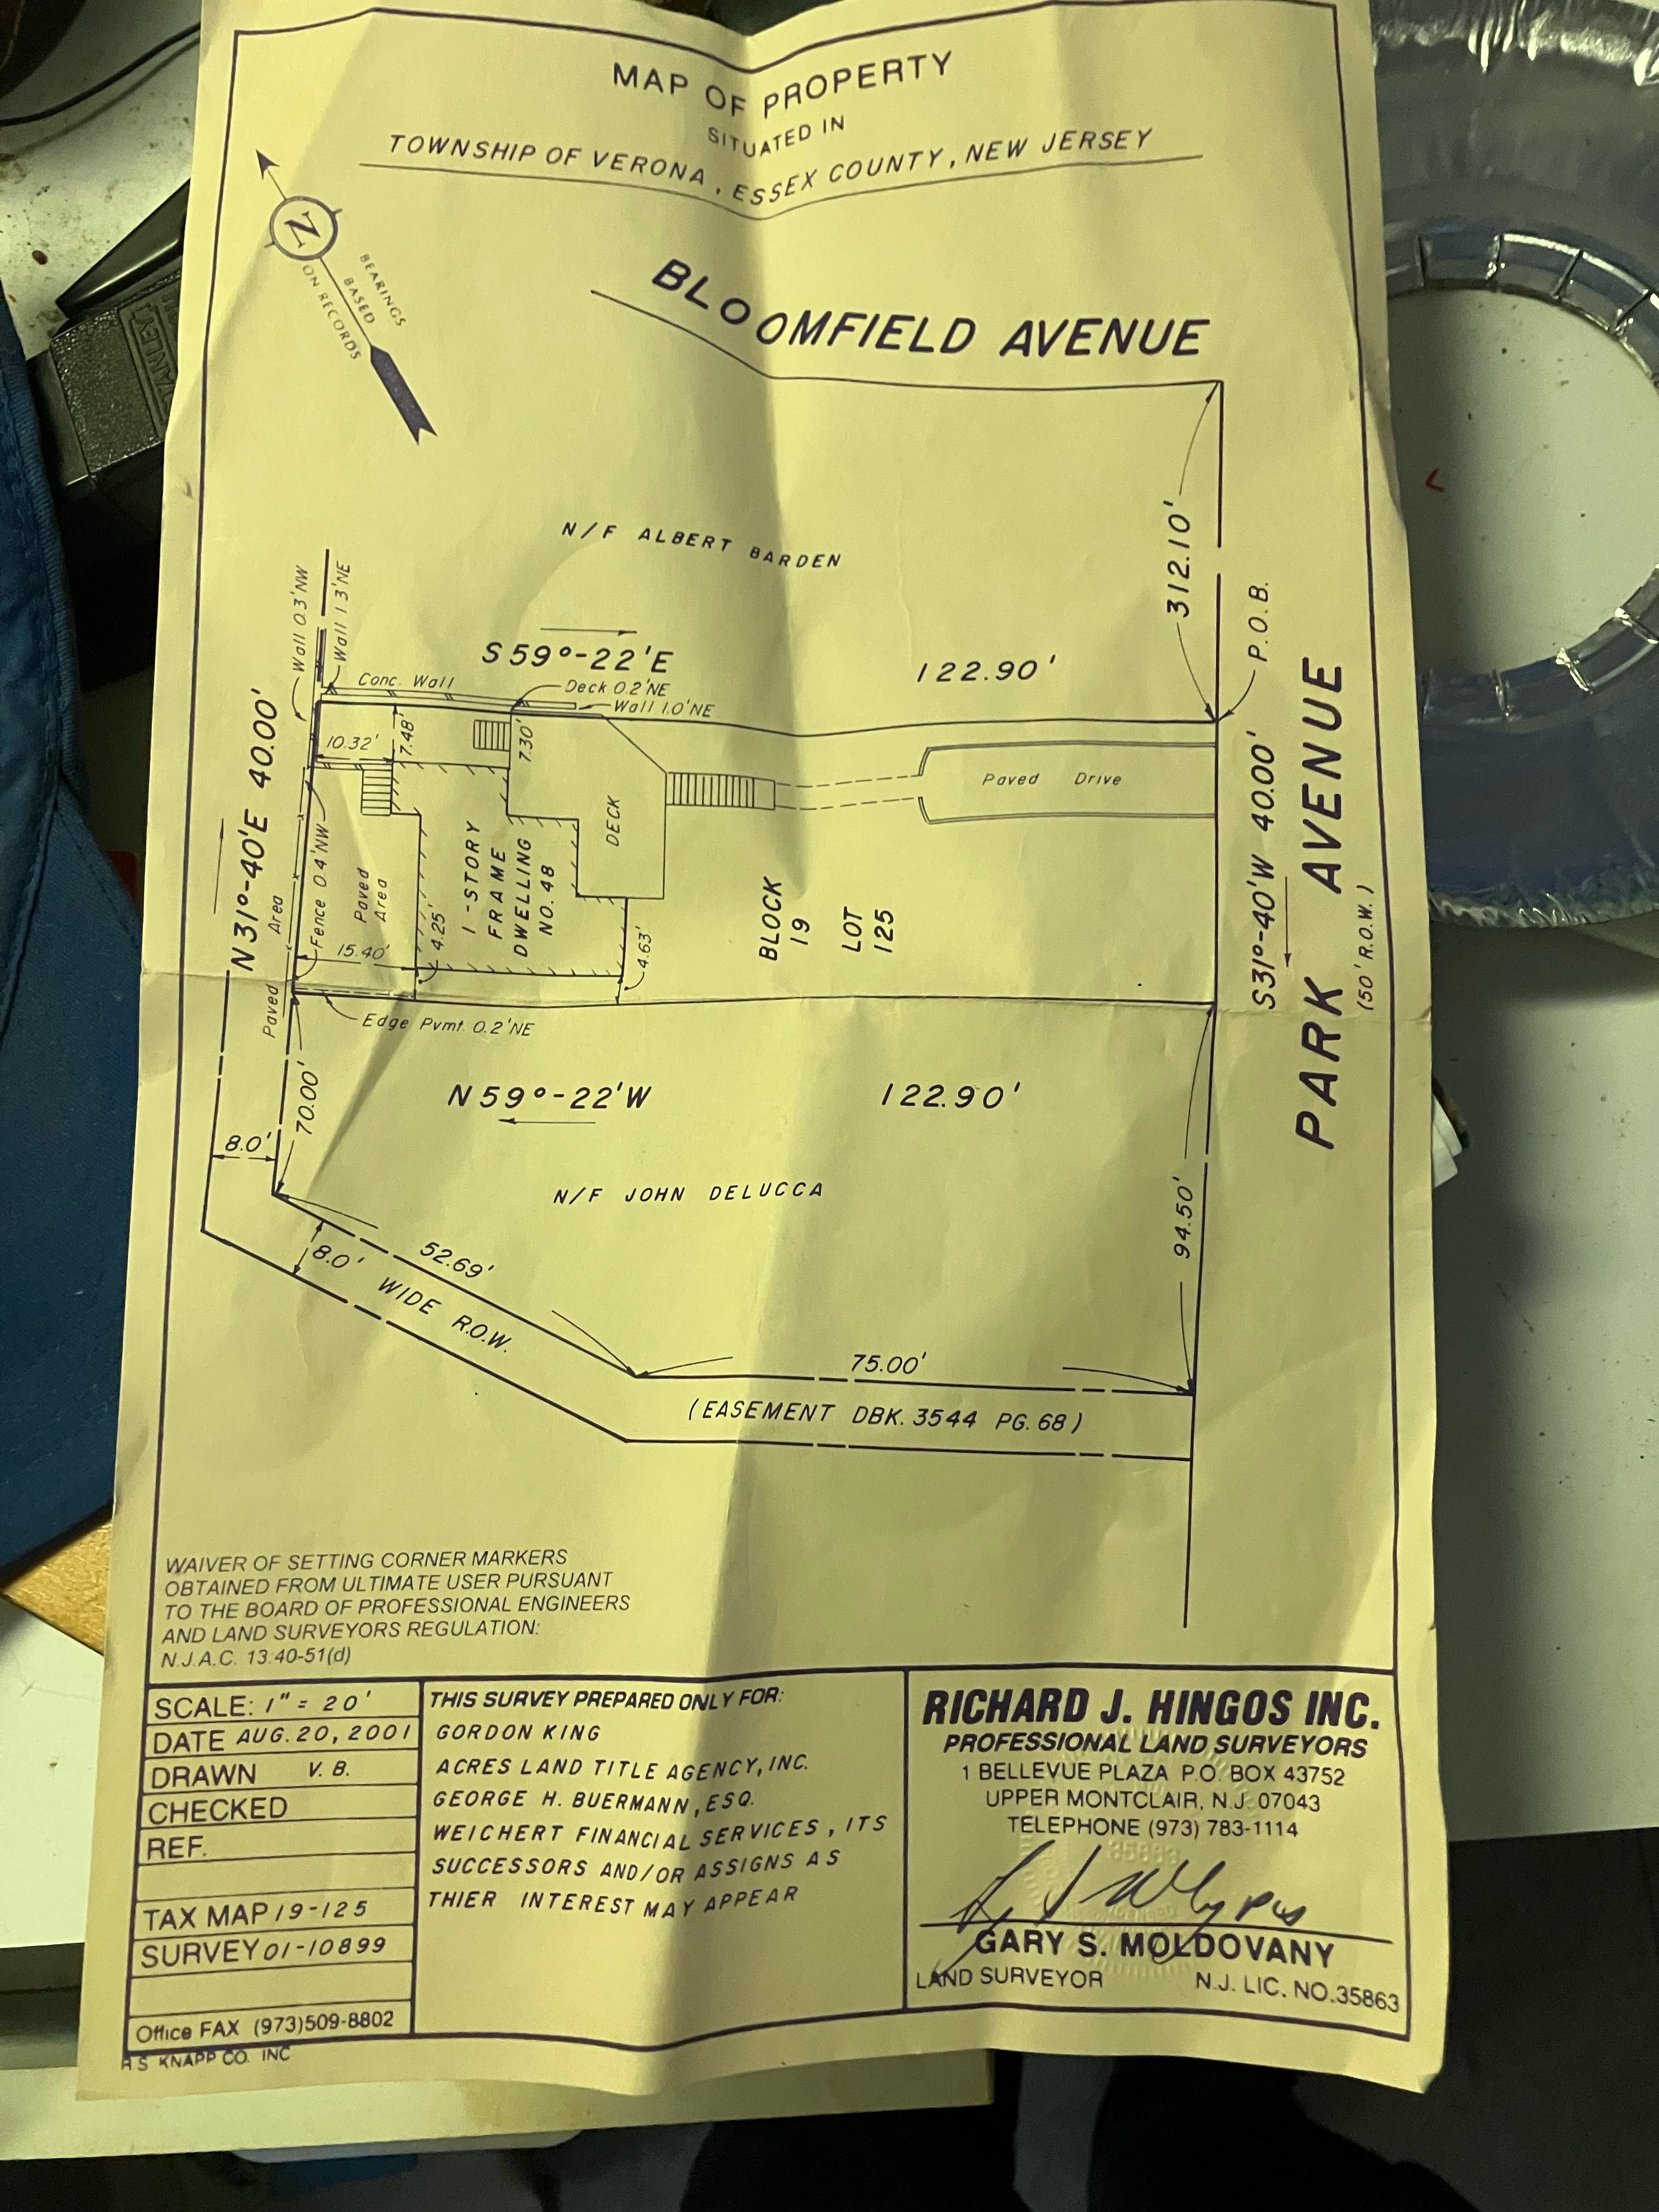 MAP OF PROPERTY
SITUATED IN
TOWNSHIP OF VERONA, ESSEX COUNTY, NEW JERSEY
N
BEARINGS
BASED
ON RECORDS
BLOOMFIELD AVENUE
312.10'
P.O.B.
N/F ALBERT BARDEN
Wall 0.3'NW
Wall 1.3'NE
S59°-22'E
122.90'
Conc. Wall
Deck 0.2'NE
Wall 1.0'NE
10.32'
7.48'
7.30'
Paved Drive
DECK
N31°-40'E 40.00'
Fence 0.4'NW
Paved
Area
Paved
Area
15.40'
4.25'
1-STORY
FRAME
DWELLING
NO. 48
4.63'
BLOCK
19
LOT
125
S31°-40'W 40.00'
PARK AVENUE
(50' R.O.W.)
Edge Pvmt. 0.2'NE
70.00'
N59°-22'W
122.90'
8.0'
N/F JOHN DELUCCA
94.50'
52.69'
8.0' WIDE R.O.W.
75.00'
(EASEMENT DBK. 3544 PG. 68)
WAIVER OF SETTING CORNER MARKERS
OBTAINED FROM ULTIMATE USER PURSUANT
TO THE BOARD OF PROFESSIONAL ENGINEERS
AND LAND SURVEYORS REGULATION:
N.J.A.C. 13:40-51(d)
SCALE: 1" = 20'
DATE AUG. 20, 2001
DRAWN V. B.
CHECKED
REF.
TAX MAP 19-125
SURVEY 01-10899
Office FAX (973)509-8802
THIS SURVEY PREPARED ONLY FOR:
GORDON KING
ACRES LAND TITLE AGENCY, INC.
GEORGE H. BUERMANN, ESQ.
WEICHERT FINANCIAL SERVICES, ITS
SUCCESSORS AND/OR ASSIGNS AS
THIER INTEREST MAY APPEAR
RICHARD J. HINGOS INC.
PROFESSIONAL LAND SURVEYORS
1 BELLEVUE PLAZA P.O. BOX 43752
UPPER MONTCLAIR, N.J. 07043
TELEPHONE (973) 783-1114
GARY S. MOLDOVANY
LAND SURVEYOR N.J. LIC. NO. 35863
KNAPP CO. INC